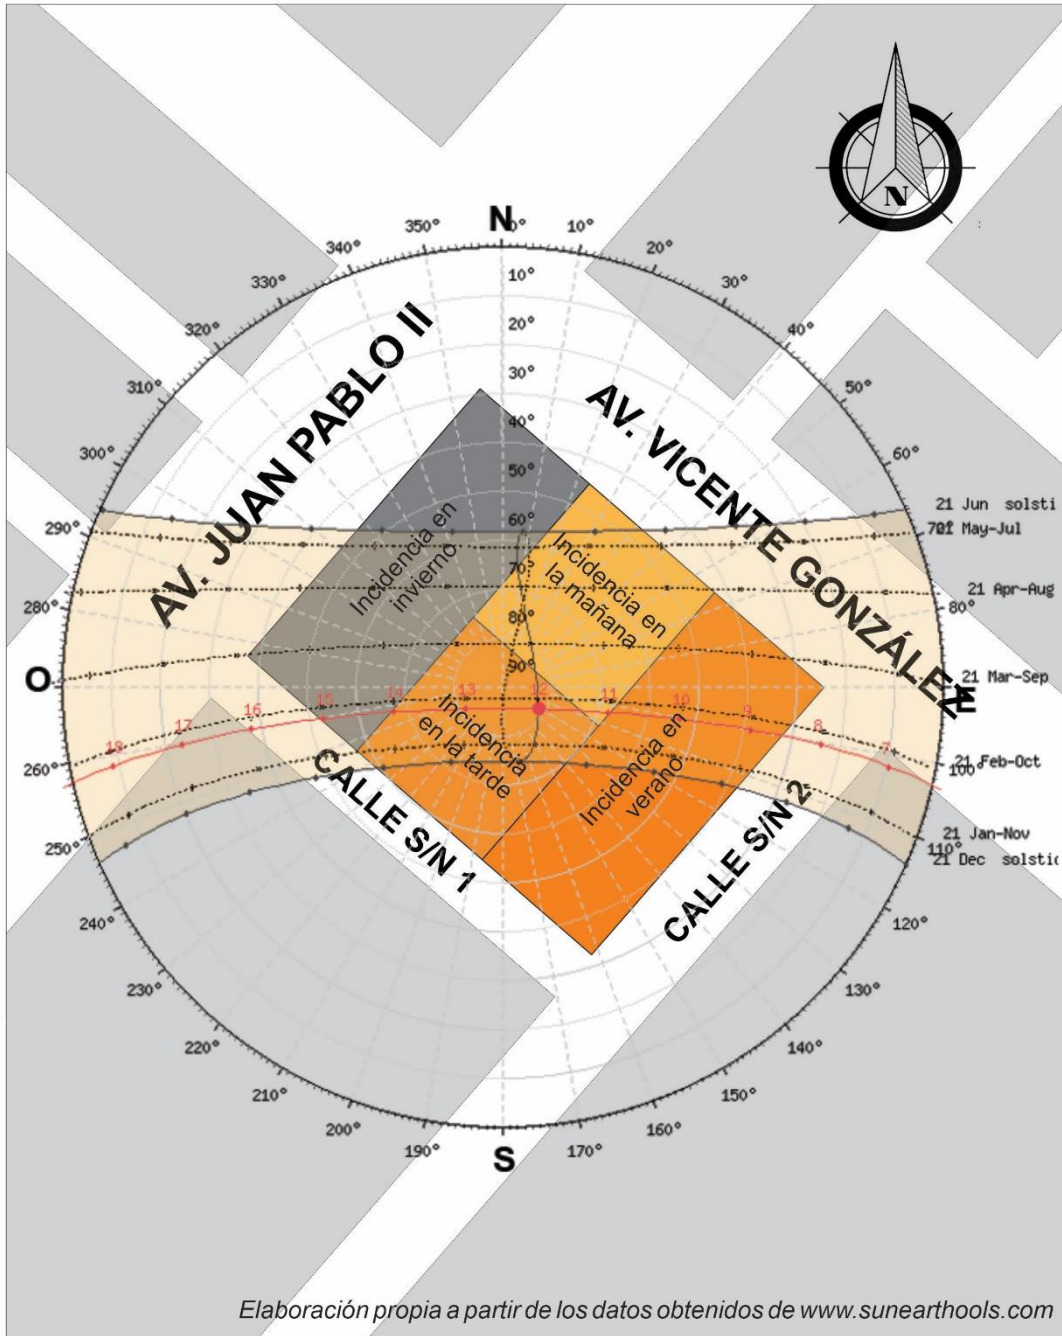 N
N
350°
0°
10°
340°
20°
330°
30°
320°
40°
310°
50°
300°
60°
290°
280°
80°
O
E
260°
100°
250°
110°
240°
120°
230°
130°
220°
140°
210°
150°
200°
160°
190°
170°
S
10°
20°
30°
40°
50°
60°
70°
80°
90°
AV. JUAN PABLO II
AV. VICENTE GONZÁLEZ
Incidencia en
invierno
Incidencia en
la mañana
Incidencia
en la tarde
Incidencia en
verano
CALLE S/N 1
CALLE S/N 2
18
17
16
15
14
13
12
11
10
9
8
7
21 Jun solsti
21 May-Jul
21 Apr-Aug
21 Mar-Sep
21 Feb-Oct
21 Jan-Nov
21 Dec solstic
Elaboración propia a partir de los datos obtenidos de www.sunearthools.com